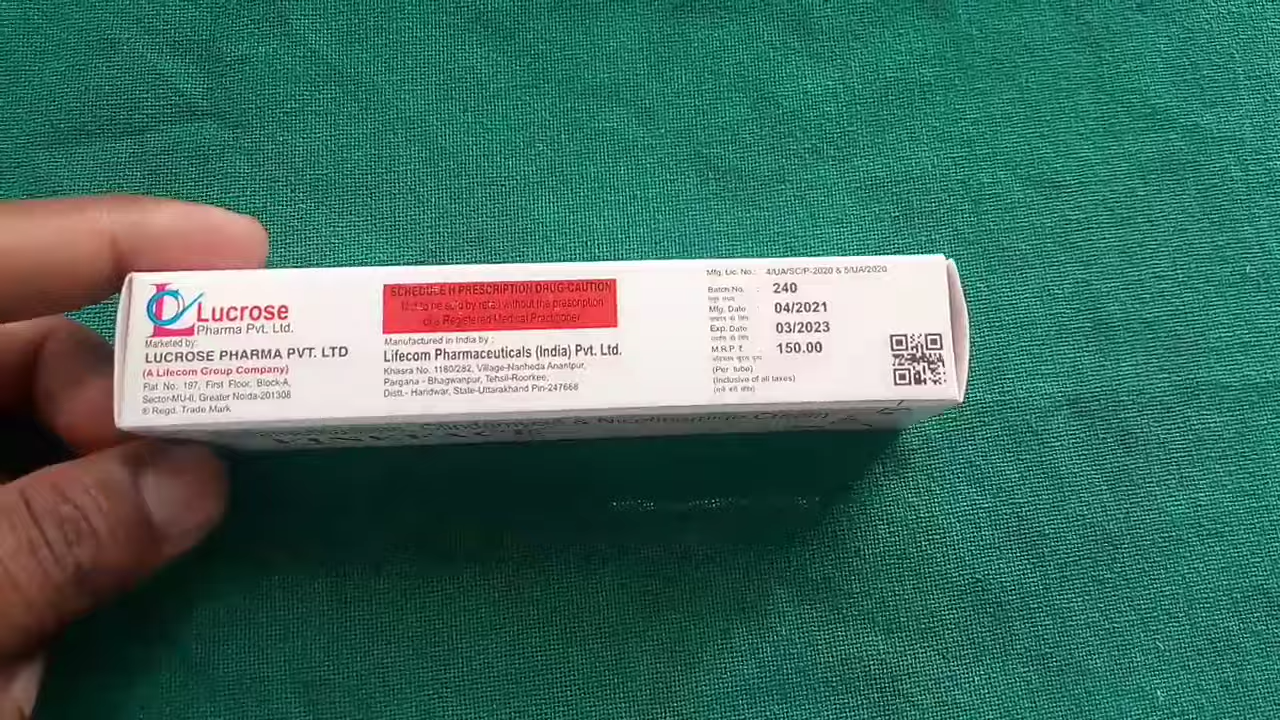 Lucrose
Pharma Pvt. Ltd.
Marketed by:
LUCROSE PHARMA PVT. LTD
(A Lifecom Group Company)
Flat No. 197, First Floor, Block-A,
Sector-MU-II, Greater Noida-201308
® Regd. Trade Mark
SCHEDULE H PRESCRIPTION DRUG-CAUTION
Not to be sold by retail without the prescription
of a Registered Medical Practitioner
Manufactured in India by :
Lifecom Pharmaceuticals (India) Pvt. Ltd.
Khasra No. 1180/282, Village-Nanheda Anantpur,
Pargana - Bhagwanpur, Tehsil-Roorkee,
Distt.- Haridwar, State-Uttarakhand Pin-247668
Mfg. Lic. No.: 4/UA/SC/P-2020 & 5/UA/2020
Batch No. 240
Mfg. Date 04/2021
Exp. Date 03/2023
M.R.P. ₹ 150.00
(Per tube)
(Inclusive of all taxes)
Clindamycin & Nicotinamide